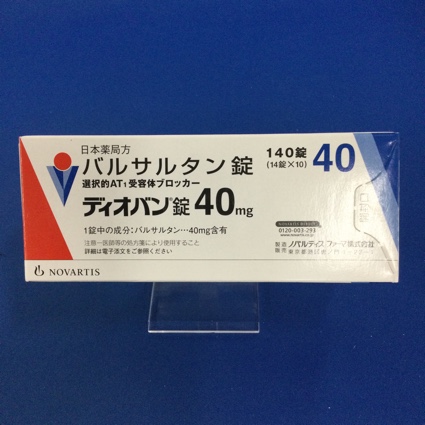 日本薬局方
バルサルタン錠
選択的AT₁受容体ブロッカー
ディオバン錠40mg
1錠中の成分:バルサルタン…40mg含有
注意-医師等の処方箋により使用すること
詳細は電子添文をご参照ください
NOVARTIS
140錠
(14錠×10)
40
NOVARTIS DIRECT
0120-003-293
製造
販売
ノバルティス ファーマ株式会社